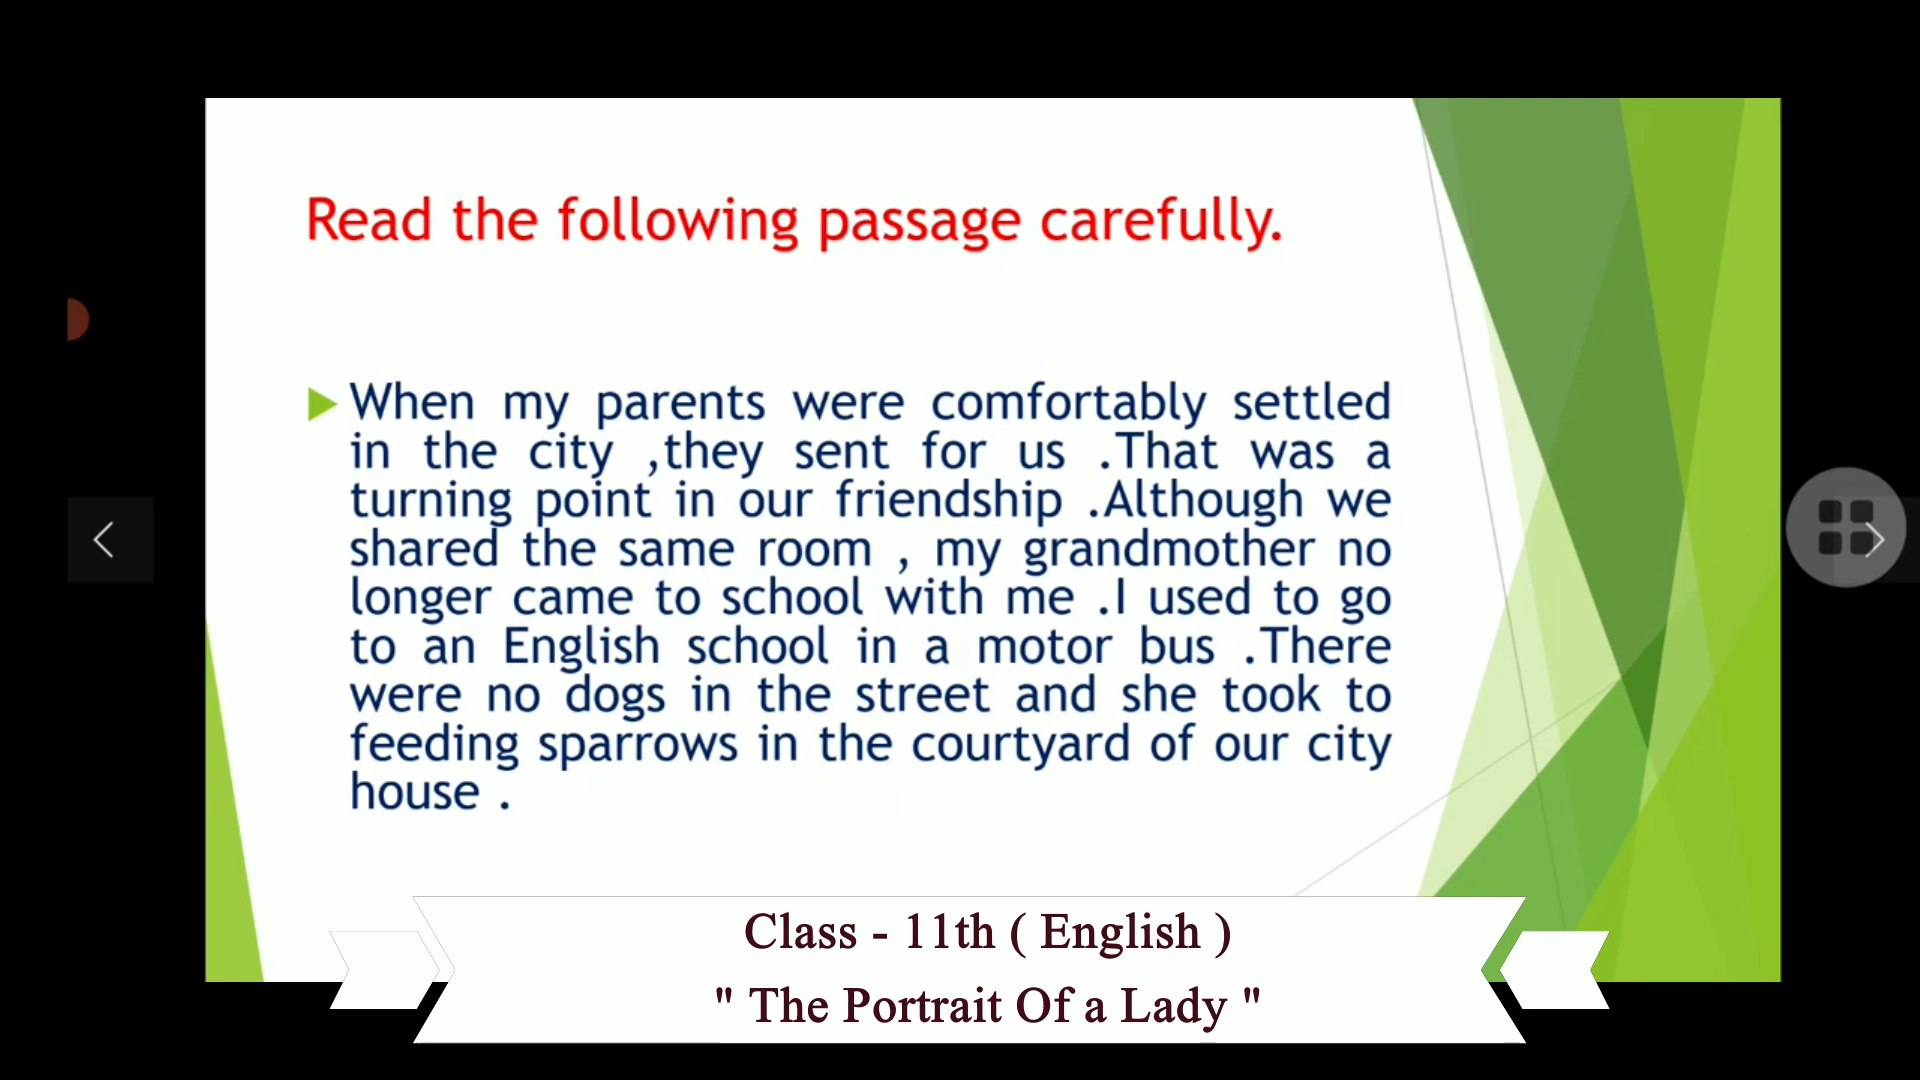 Read the following passage carefully.
When my parents were comfortably settled
in the city ,they sent for us .That was a
turning point in our friendship .Although we
shared the same room , my grandmother no
longer came to school with me .I used to go
to an English school in a motor bus .There
were no dogs in the street and she took to
feeding sparrows in the courtyard of our city
house .
Class - 11th ( English )
" The Portrait Of a Lady "